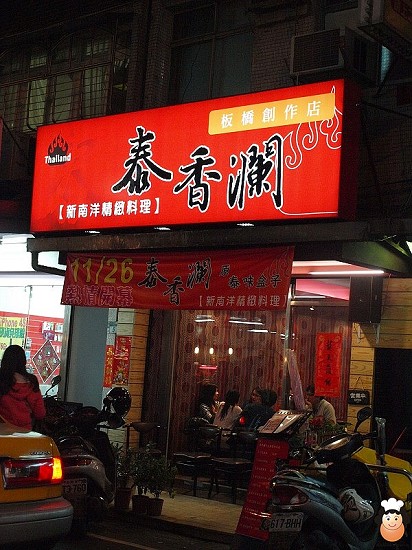 板橋創作店
Thailand
泰香瀾
【新南洋精緻料理】
11/26
熱情開幕
泰香瀾
【新南洋精緻料理】
617·BHH